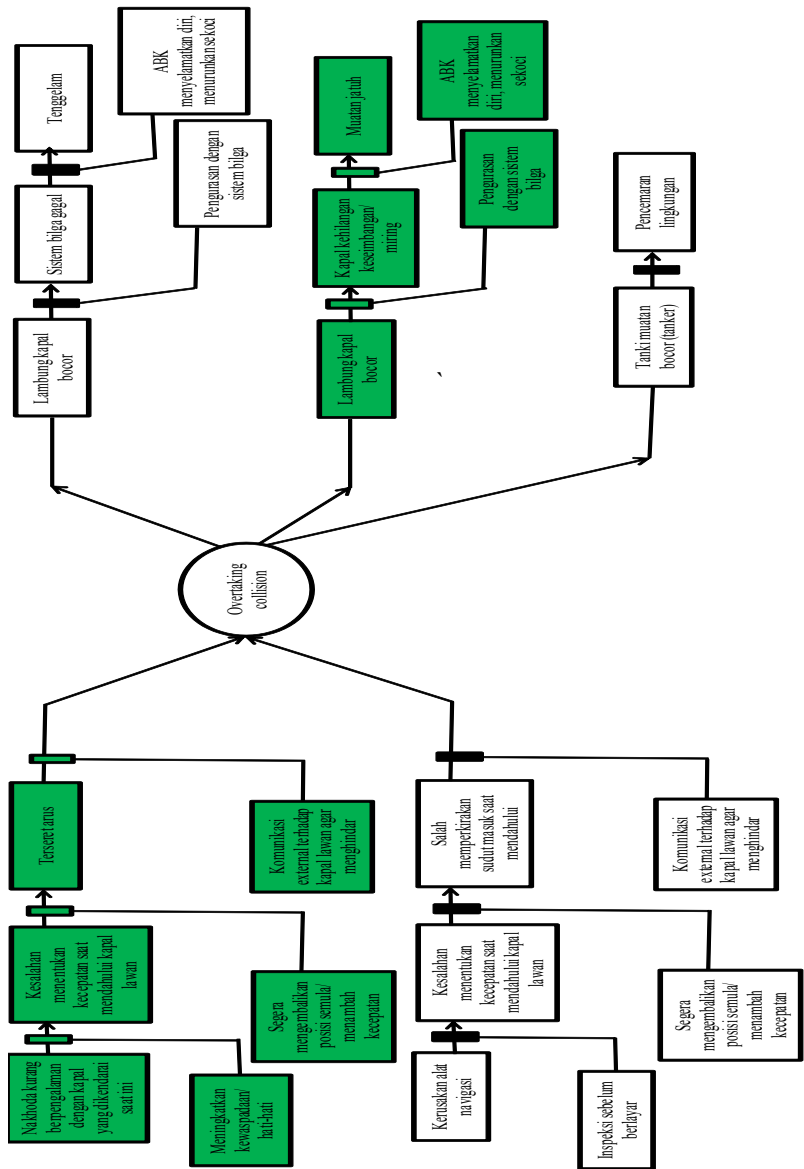 Kerusakan alat
navigasi
Inspeksi sebelum
berlayar
Kesalahan
menentukan
kecepatan saat
mendahului kapal
lawan
Segera
mengembalikan
posisi semula/
menambah
kecepatan
Salah
memperkirakan
sudut masuk saat
mendahului
Komunikasi
external terhadap
kapal lawan agar
menghindar
Nakhoda kurang
berpengalaman
dengan kapal
yang dikendarai
saat ini
Meningkatkan
kewaspadaan/
hati-hati
Kesalahan
menentukan
kecepatan saat
mendahului kapal
lawan
Segera
mengembalikan
posisi semula/
menambah
kecepatan
Terseret arus
Komunikasi
external terhadap
kapal lawan agar
menghindar
Overtaking
collision
Tanki muatan
bocor (tanker)
Pencemaran
lingkungan
Lambung kapal
bocor
Pengurasan
dengan sistem
bilga
Kapal kehilangan
keseimbangan/
miring
ABK
menyelamatkan
diri, menurunkan
sekoci
Muatan jatuh
Lambung kapal
bocor
Pengurasan dengan
sistem bilga
Sistem bilga gagal
ABK
menyelamatkan diri,
menurunkan sekoci
Tenggelam